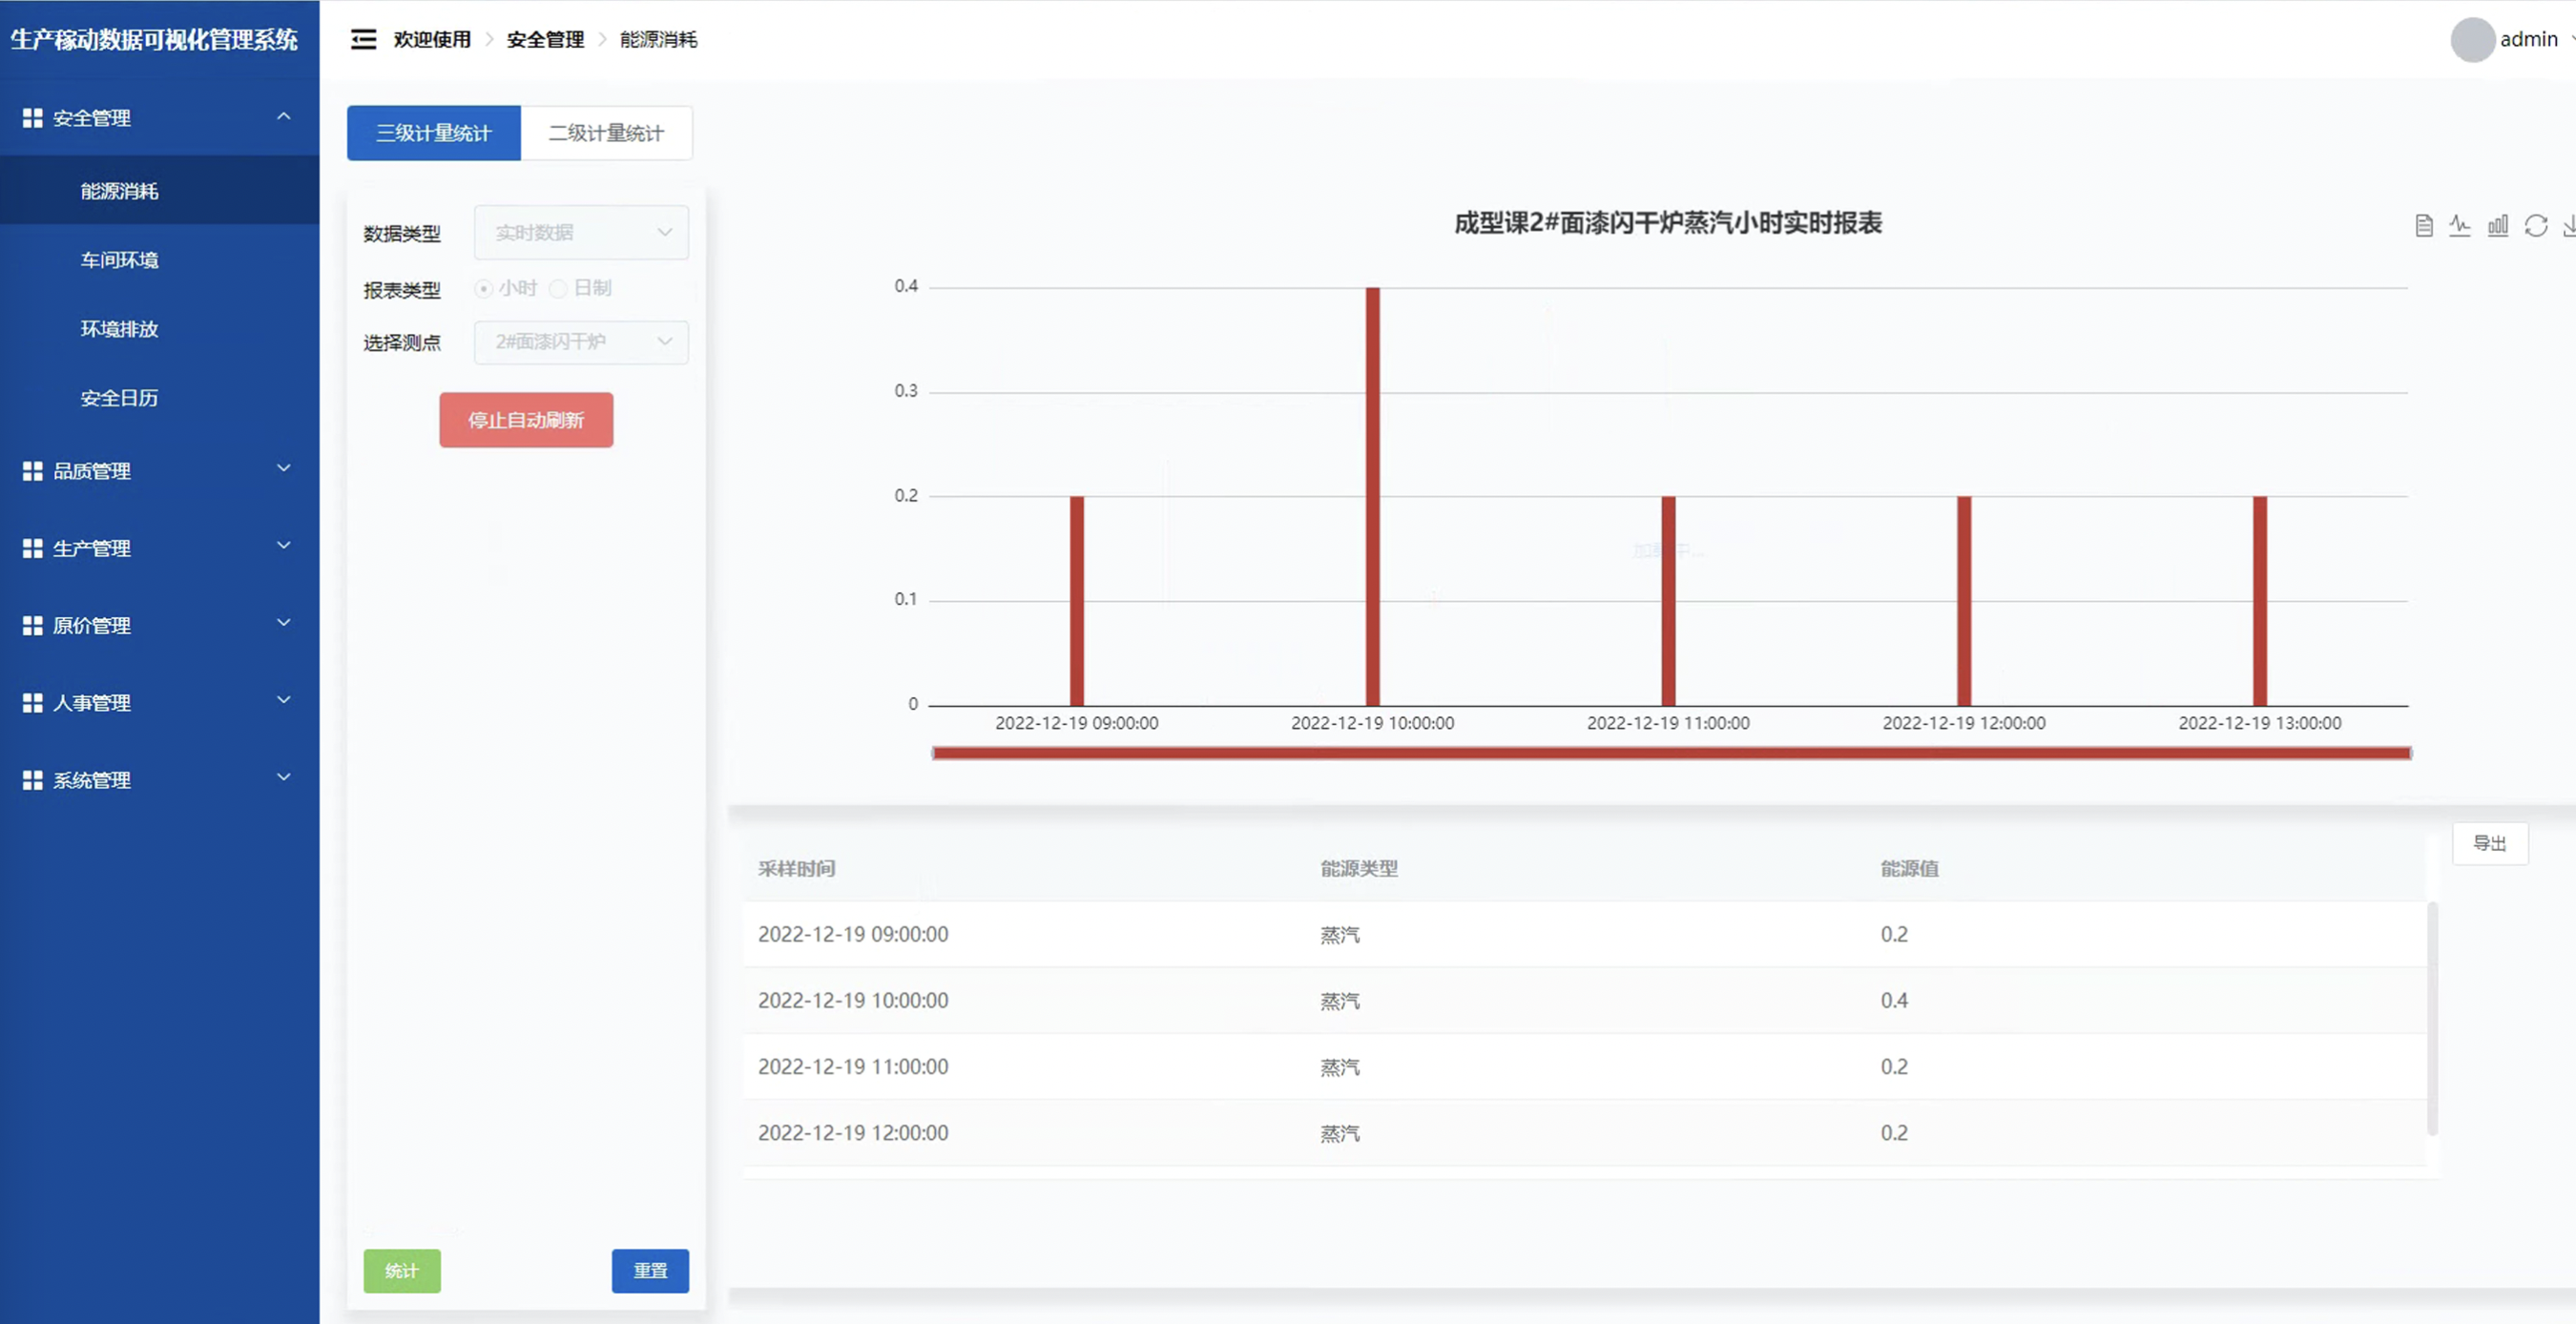 生产稼动数据可视化管理系统
欢迎使用 > 安全管理 > 能源消耗
admin
安全管理
能源消耗
车间环境
环境排放
安全日历
品质管理
生产管理
原价管理
人事管理
系统管理
三级计量统计
二级计量统计
数据类型 实时数据
报表类型 小时 日制
选择测点 2#面漆闪干炉
停止自动刷新
统计
重置
成型课2#面漆闪干炉蒸汽小时实时报表
0.4
0.3
0.2
0.1
0
加载中...
2022-12-19 09:00:00
2022-12-19 10:00:00
2022-12-19 11:00:00
2022-12-19 12:00:00
2022-12-19 13:00:00
导出
采样时间 能源类型 能源值
2022-12-19 09:00:00 蒸汽 0.2
2022-12-19 10:00:00 蒸汽 0.4
2022-12-19 11:00:00 蒸汽 0.2
2022-12-19 12:00:00 蒸汽 0.2